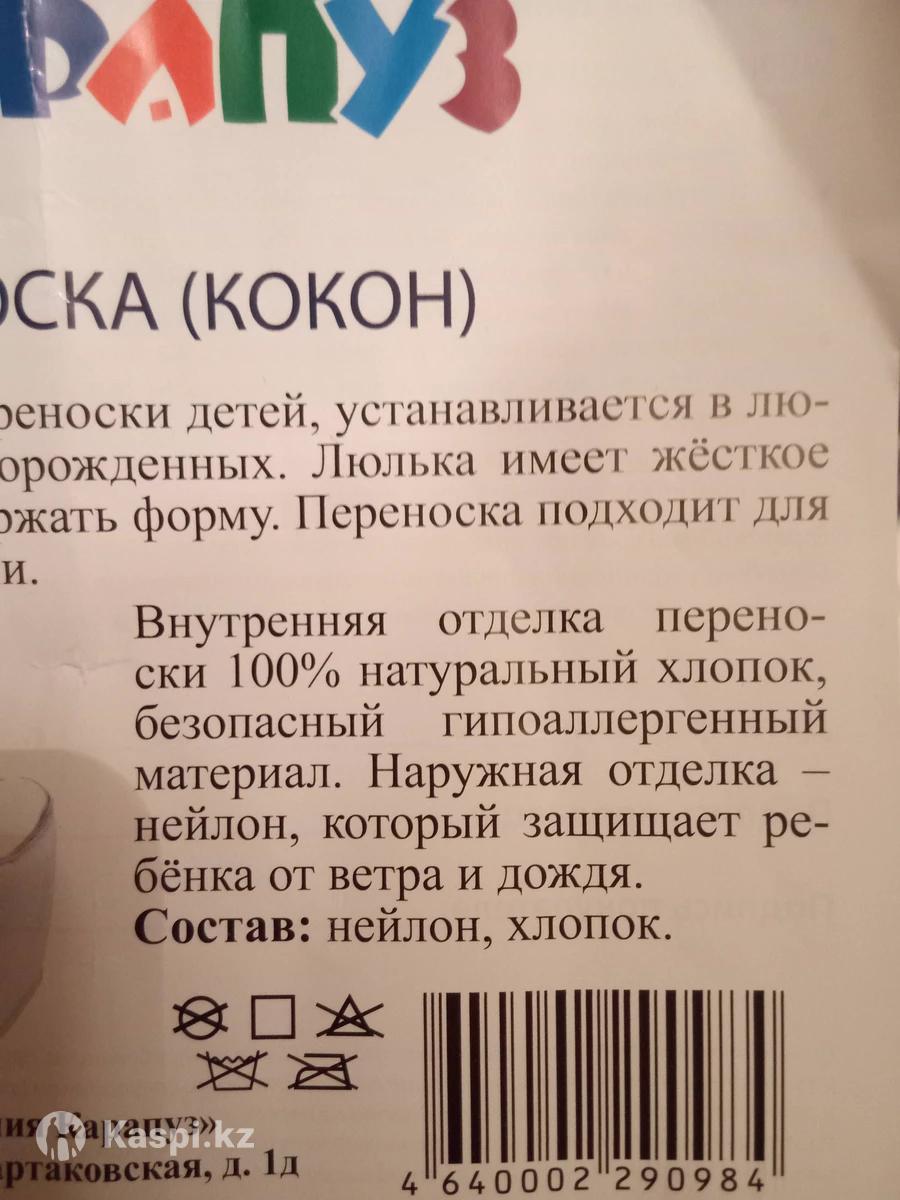 РАПУЗ
ОСКА (КОКОН)
реноски детей, устанавливается в лю-
орожденных. Люлька имеет жёсткое
ржать форму. Переноска подходит для
и.
Внутренняя отделка перено-
ски 100% натуральный хлопок,
безопасный гипоаллергенный
материал. Наружная отделка –
нейлон, который защищает ре-
бёнка от ветра и дождя.
Состав: нейлон, хлопок.
ия Карапуз»
Kaspi.kz
артаковская, д. 1д
4 640002 290984